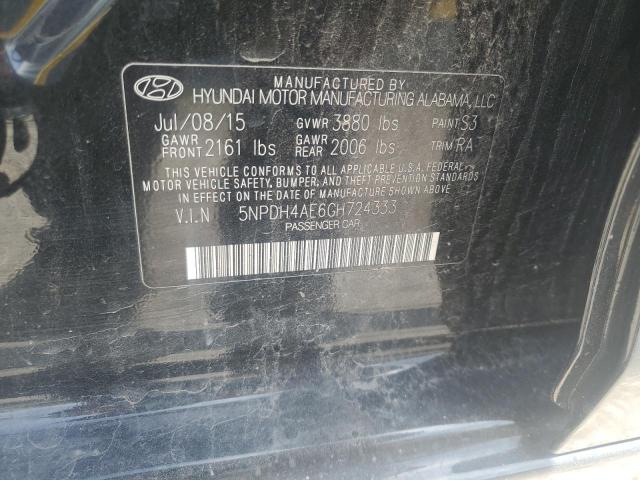 MANUFACTURED BY
HYUNDAI MOTOR MANUFACTURING ALABAMA, LLC
Jul/08/15 GVWR 3880 lbs PAINT S3
GAWR FRONT 2161 lbs GAWR REAR 2006 lbs TRIM RA
THIS VEHICLE CONFORMS TO ALL APPLICABLE U.S.A. FEDERAL
MOTOR VEHICLE SAFETY, BUMPER, AND THEFT PREVENTION STANDARDS
IN EFFECT ON THE DATE OF MANUFACTURE SHOWN ABOVE.
V.I.N 5NPDH4AE6GH724333
PASSENGER CAR